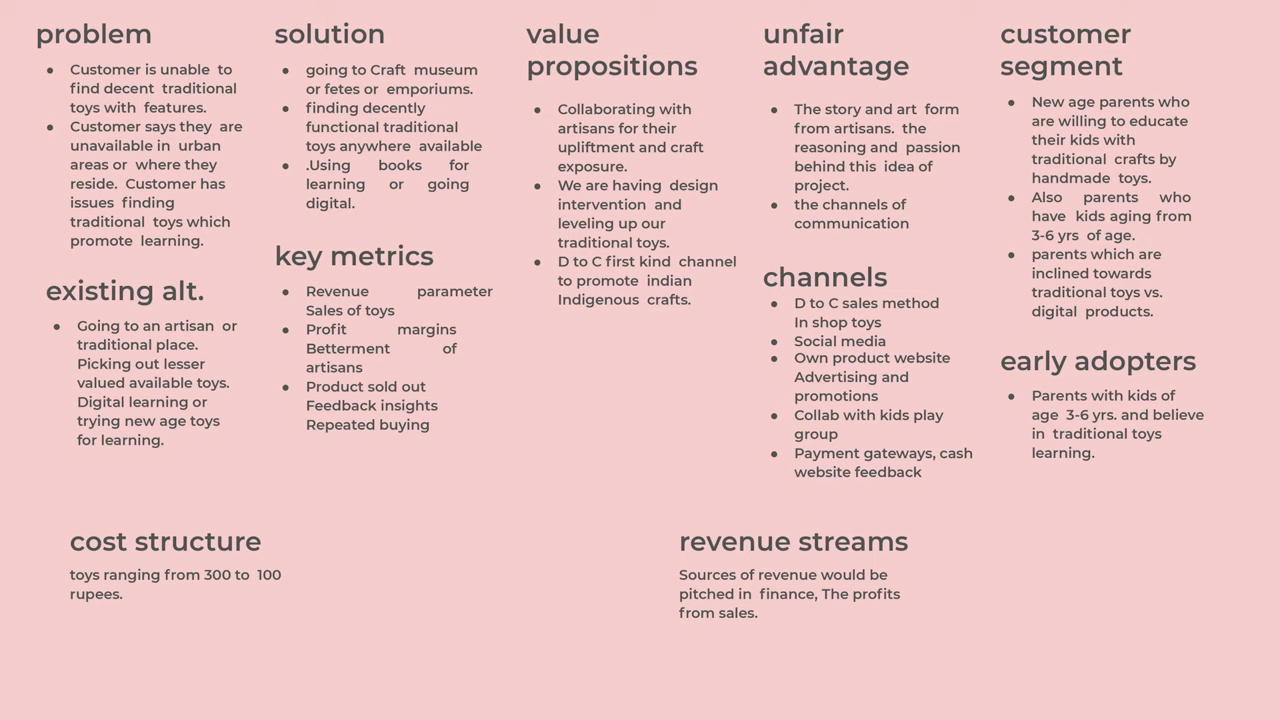 problem
● Customer is unable to
find decent traditional
toys with features.
● Customer says they are
unavailable in urban
areas or where they
reside. Customer has
issues finding
traditional toys which
promote learning.
existing alt.
● Going to an artisan or
traditional place.
Picking out lesser
valued available toys.
Digital learning or
trying new age toys
for learning.
solution
● going to Craft museum
or fetes or emporiums.
● finding decently
functional traditional
toys anywhere available
● .Using books for
learning or going
digital.
key metrics
● Revenue parameter
Sales of toys
● Profit margins
Betterment of
artisans
● Product sold out
Feedback insights
Repeated buying
value
propositions
● Collaborating with
artisans for their
upliftment and craft
exposure.
● We are having design
intervention and
leveling up our
traditional toys.
● D to C first kind channel
to promote indian
Indigenous crafts.
unfair
advantage
● The story and art form
from artisans. the
reasoning and passion
behind this idea of
project.
● the channels of
communication
channels
● D to C sales method
In shop toys
● Social media
● Own product website
Advertising and
promotions
● Collab with kids play
group
● Payment gateways, cash
website feedback
customer
segment
● New age parents who
are willing to educate
their kids with
traditional crafts by
handmade toys.
● Also parents who
have kids aging from
3-6 yrs of age.
● parents which are
inclined towards
traditional toys vs.
digital products.
early adopters
● Parents with kids of
age 3-6 yrs. and believe
in traditional toys
learning.
cost structure
toys ranging from 300 to 100
rupees.
revenue streams
Sources of revenue would be
pitched in finance, The profits
from sales.